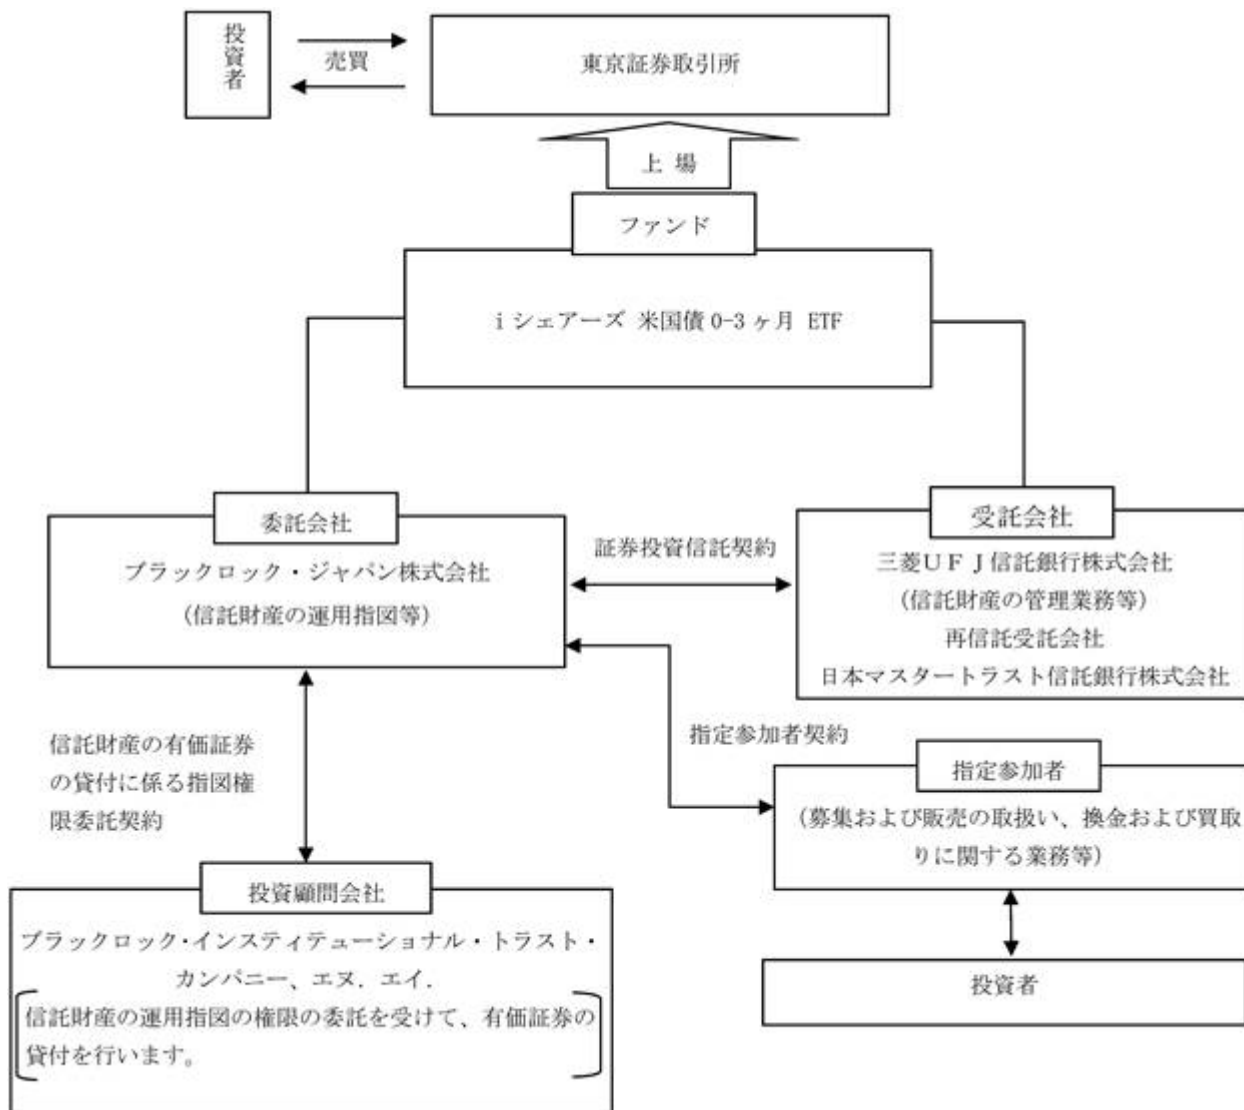 投資者
売買
東京証券取引所
上 場
ファンド
iシェアーズ 米国債 0-3 ヶ月 ETF
委託会社
ブラックロック・ジャパン株式会社
(信託財産の運用指図等)
証券投資信託契約
受託会社
三菱UFJ信託銀行株式会社
(信託財産の管理業務等)
再信託受託会社
日本マスタートラスト信託銀行株式会社
信託財産の有価証券
の貸付に係る指図権
限委託契約
指定参加者契約
指定参加者
(募集および販売の取扱い、換金および買取
りに関する業務等)
投資顧問会社
ブラックロック・インスティテューショナル・トラスト・
カンパニー、エヌ．エイ．
信託財産の運用指図の権限の委託を受けて、有価証券の
貸付を行います。
投資者